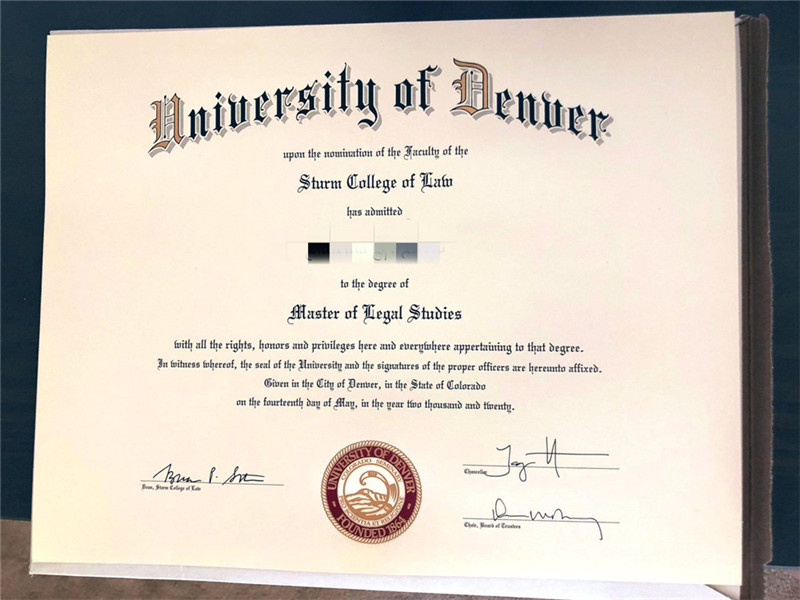 University of Denver
upon the nomination of the Faculty of the
Sturm College of Law
has admitted
to the degree of
Master of Legal Studies
with all the rights, honors and privileges here and everywhere appertaining to that degree.
In witness whereof, the seal of the University and the signatures of the proper officers are hereunto affixed.
Given in the City of Denver, in the State of Colorado
on the fourteenth day of May, in the year two thousand and twenty.
Dean, Sturm College of Law
UNIVERSITY OF DENVER
COLORADO SEMINARY
PRO SCIENTIA ET RELIGIONE
FOUNDED 1864
Chancellor
Chair, Board of Trustees